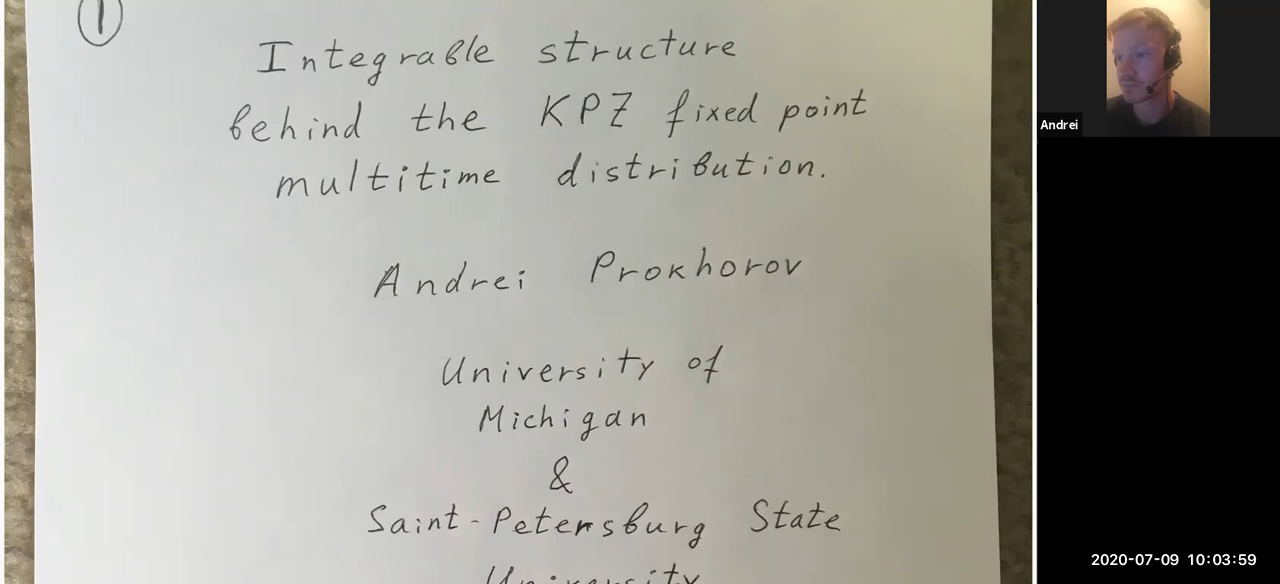 1
Integrable structure
behind the KPZ fixed point
multitime distribution.
Andrei Prokhorov
University of
Michigan
&
Saint-Petersburg State
University
Andrei
2020-07-09 10:03:59